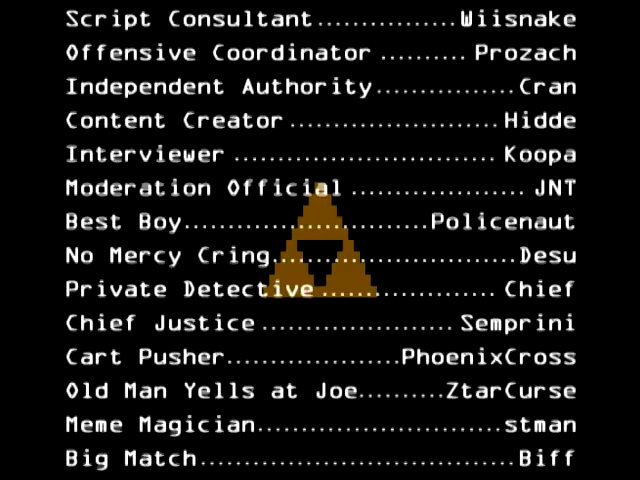 Script Consultant................Wiisnake
Offensive Coordinator .......... Prozach
Independent Authority................Cran
Content Creator ........................ Hidde
Interviewer .............................. Koopa
Moderation Official .................... JNT
Best Boy............................Policenaut
No Mercy Cring............................Desu
Private Detective .................... Chief
Chief Justice ...................... Semprini
Cart Pusher....................PhoenixCross
Old Man Yells at Joe..........ZtarCurse
Meme Magician............................stman
Big Match....................................Biff